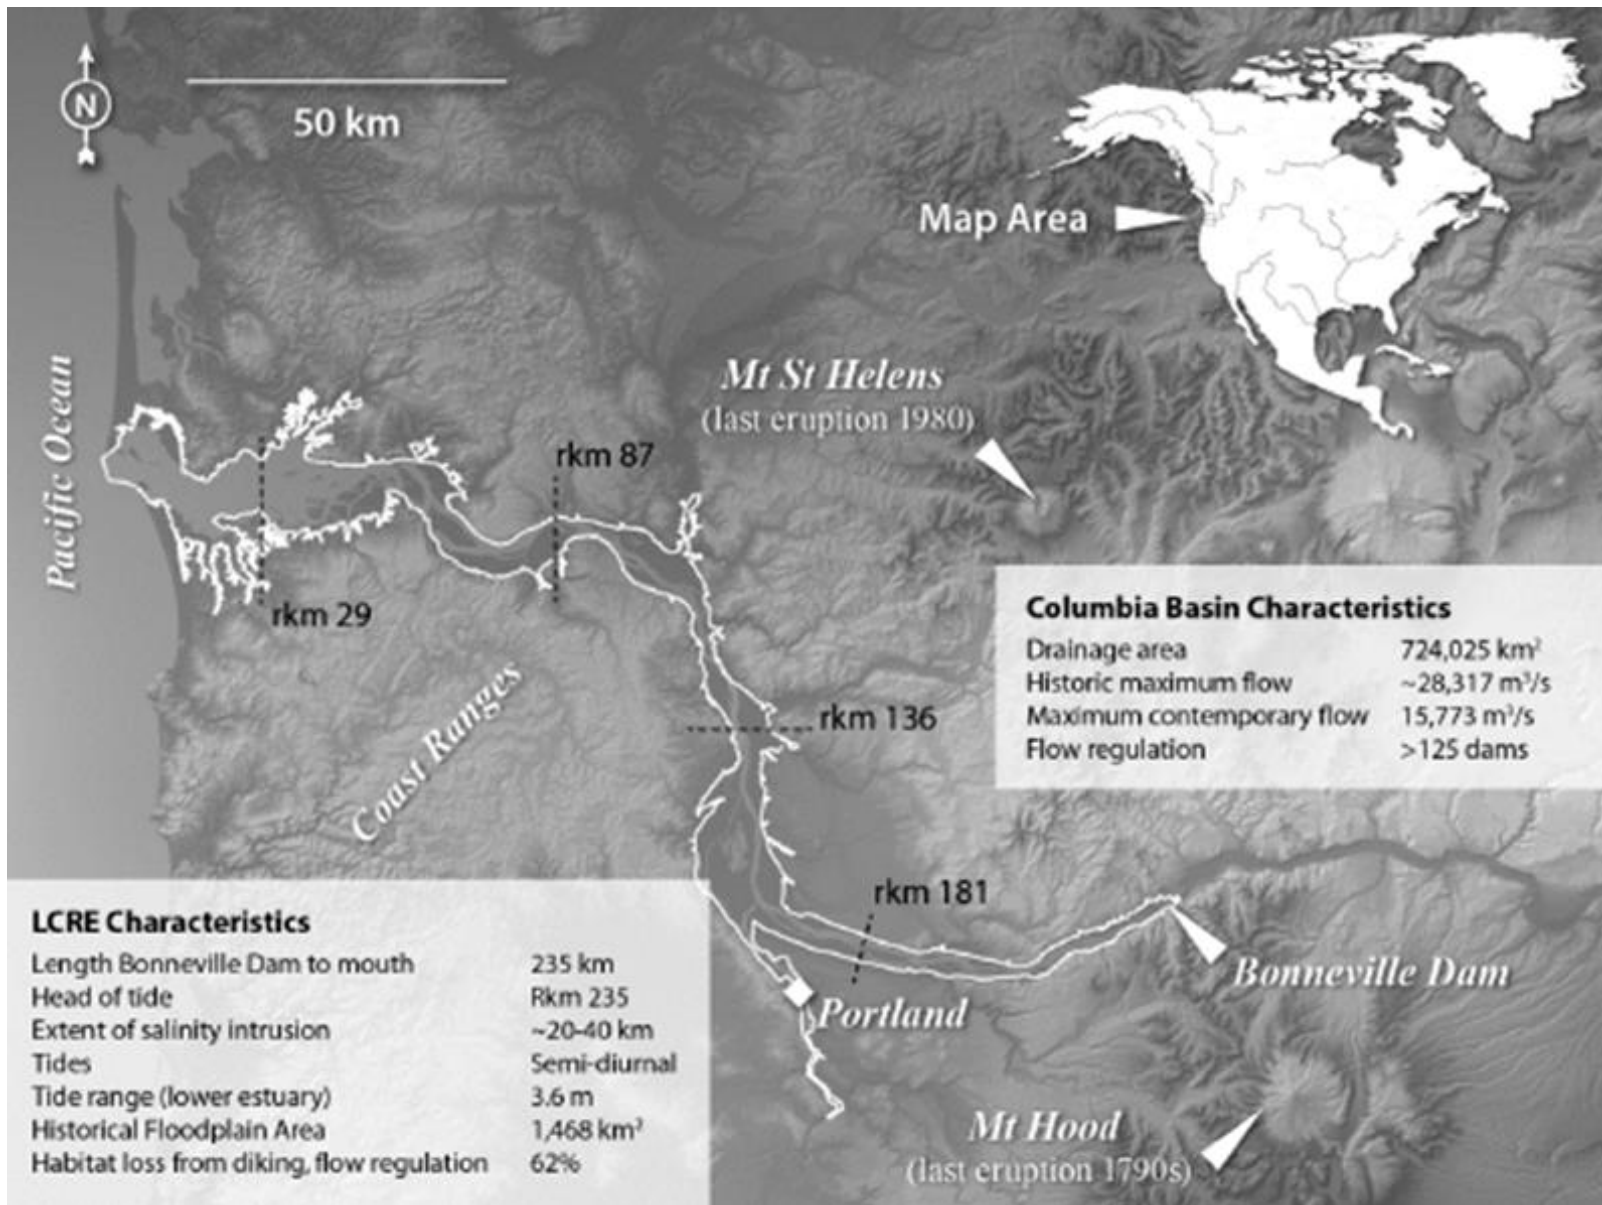 N
50 km
Map Area
Pacific Ocean
Mt St Helens
(last eruption 1980)
rkm 87
rkm 29
Coast Ranges
rkm 136
Columbia Basin Characteristics
Drainage area 724,025 km²
Historic maximum flow ~28,317 m³/s
Maximum contemporary flow 15,773 m³/s
Flow regulation >125 dams
rkm 181
Bonneville Dam
Portland
LCRE Characteristics
Length Bonneville Dam to mouth 235 km
Head of tide Rkm 235
Extent of salinity intrusion ~20-40 km
Tides Semi-diurnal
Tide range (lower estuary) 3.6 m
Historical Floodplain Area 1,468 km²
Habitat loss from diking, flow regulation 62%
Mt Hood
(last eruption 1790s)